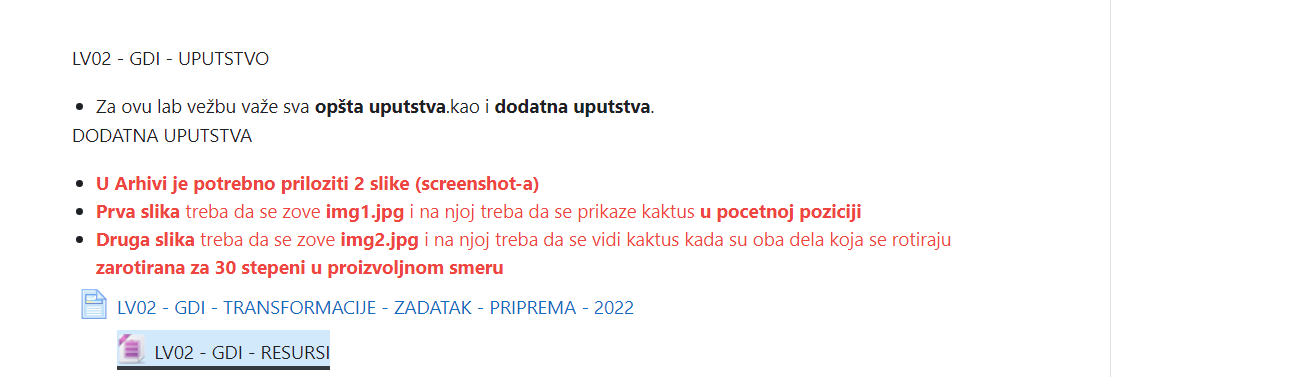 LV02 - GDI - UPUTSTVO
Za ovu lab vežbu važe sva opšta uputstva.kao i dodatna uputstva.
DODATNA UPUTSTVA
U Arhivi je potrebno priloziti 2 slike (screenshot-a)
Prva slika treba da se zove img1.jpg i na njoj treba da se prikaze kaktus u pocetnoj poziciji
Druga slika treba da se zove img2.jpg i na njoj treba da se vidi kaktus kada su oba dela koja se rotiraju
zarotirana za 30 stepeni u proizvoljnom smeru
LV02 - GDI - TRANSFORMACIJE - ZADATAK - PRIPREMA - 2022
LV02 - GDI - RESURSI